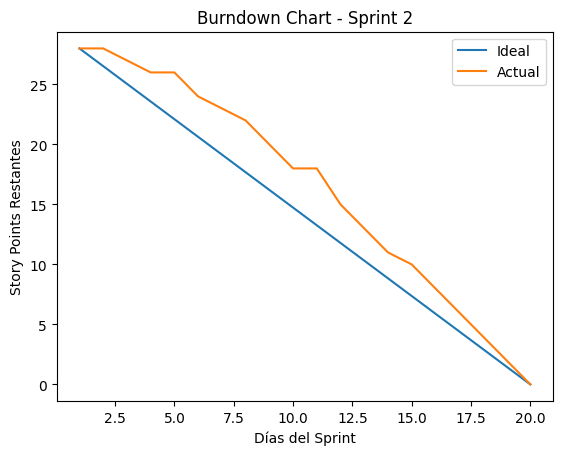 Burndown Chart - Sprint 2
Ideal
Actual
Story Points Restantes
25
20
15
10
5
0
2.5
5.0
7.5
10.0
12.5
15.0
17.5
20.0
Días del Sprint